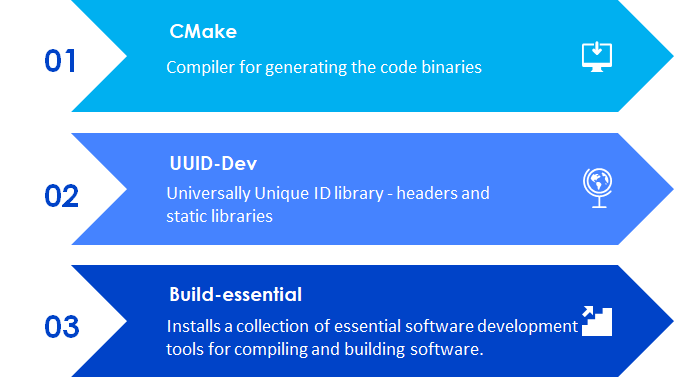 01
CMake
Compiler for generating the code binaries
02
UUID-Dev
Universally Unique ID library - headers and
static libraries
03
Build-essential
Installs a collection of essential software development
tools for compiling and building software.